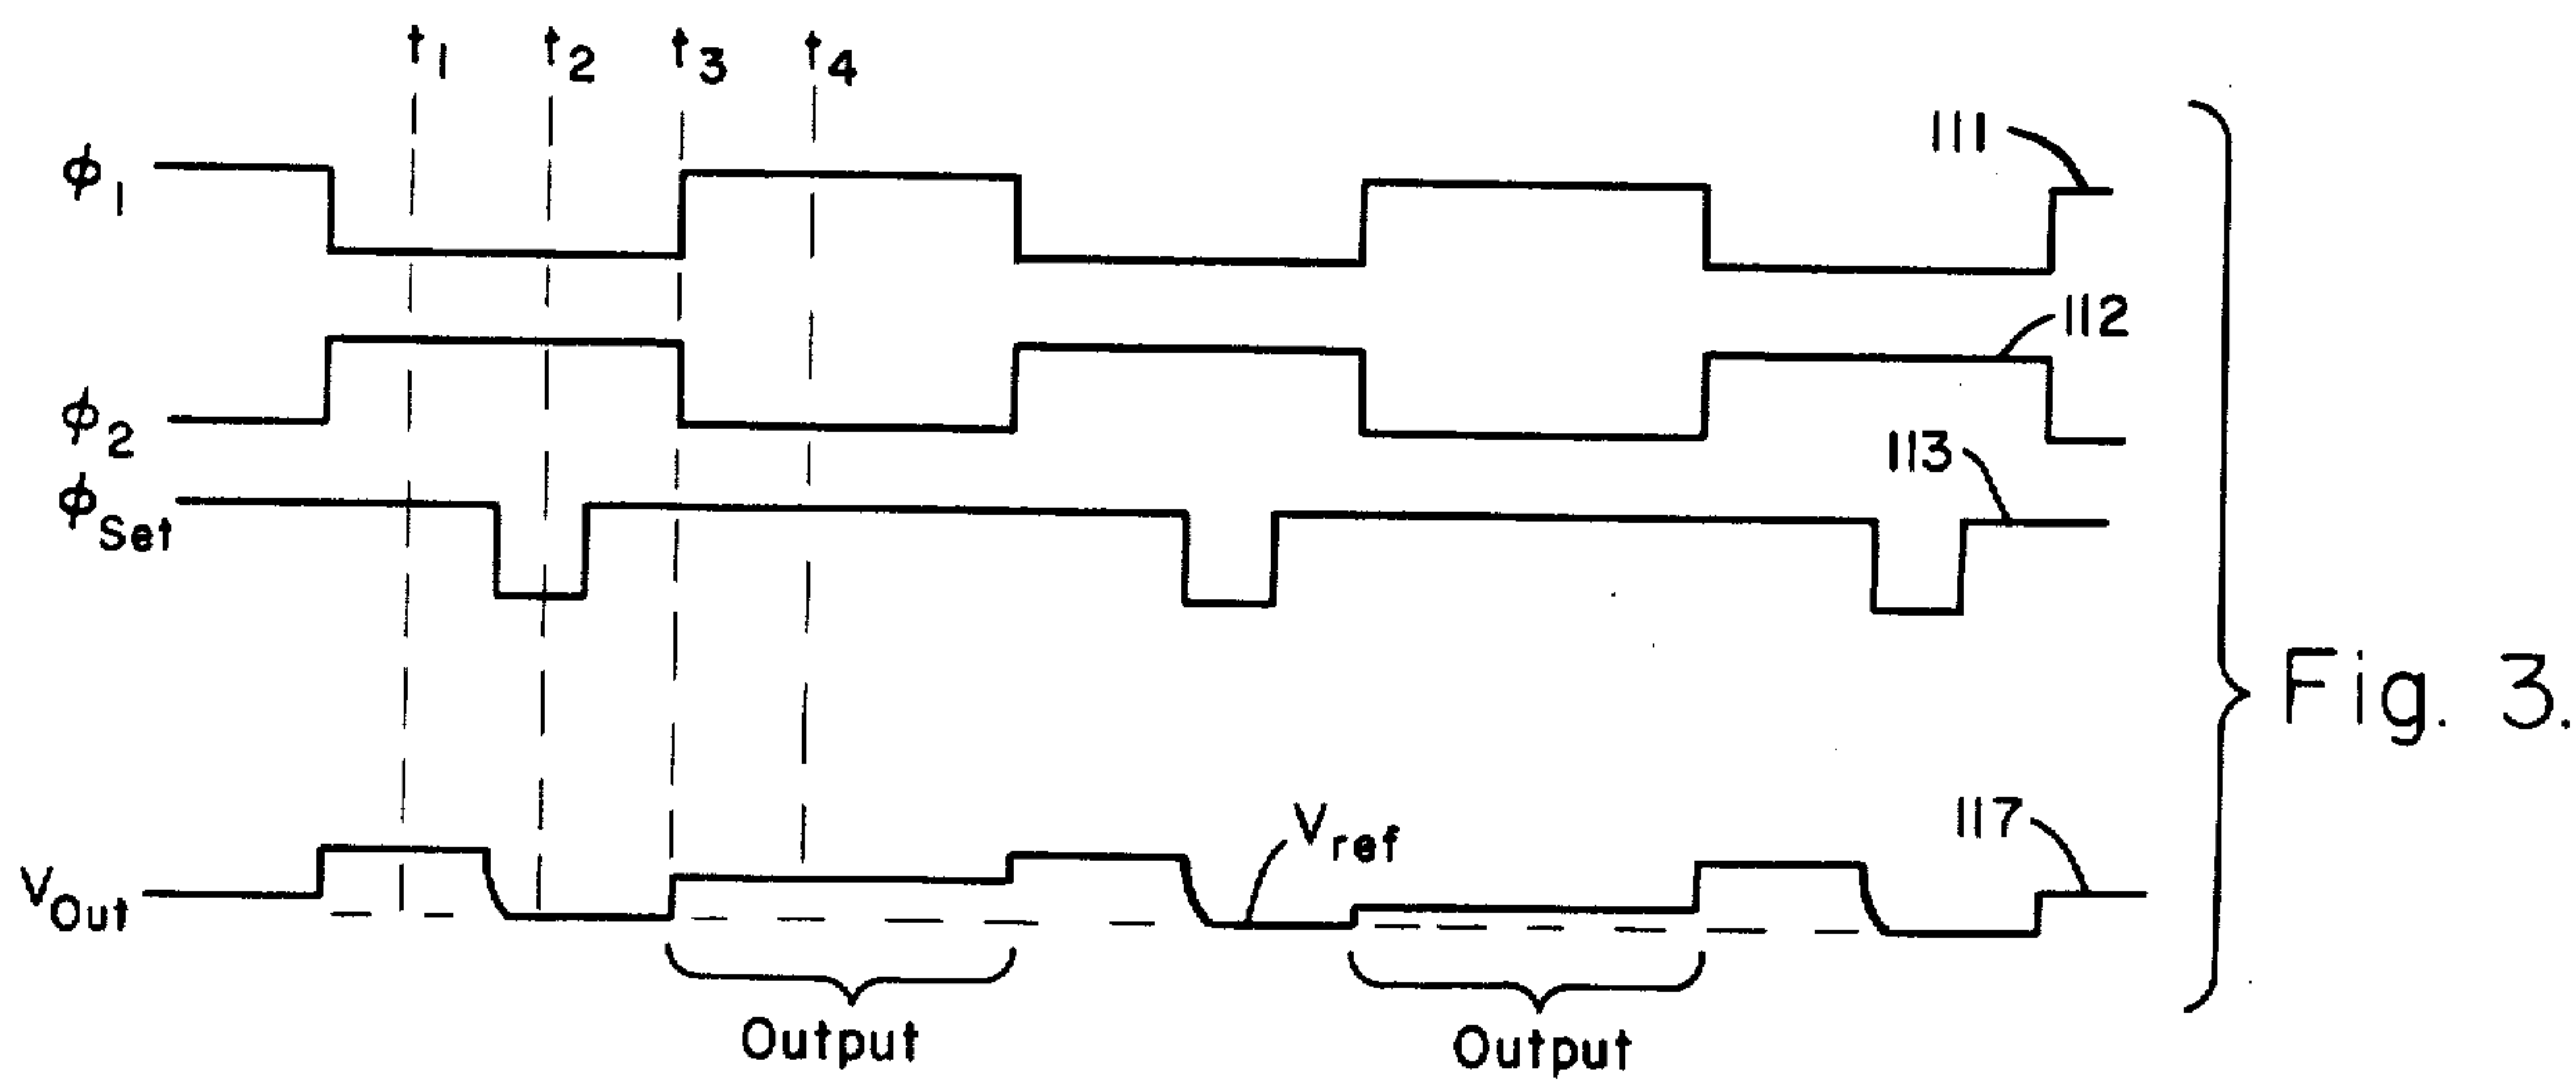 t1 t2 t3 t4
111
ϕ1
112
ϕ2
113
ϕSet
Fig. 3.
Vref
117
VOut
Output
Output